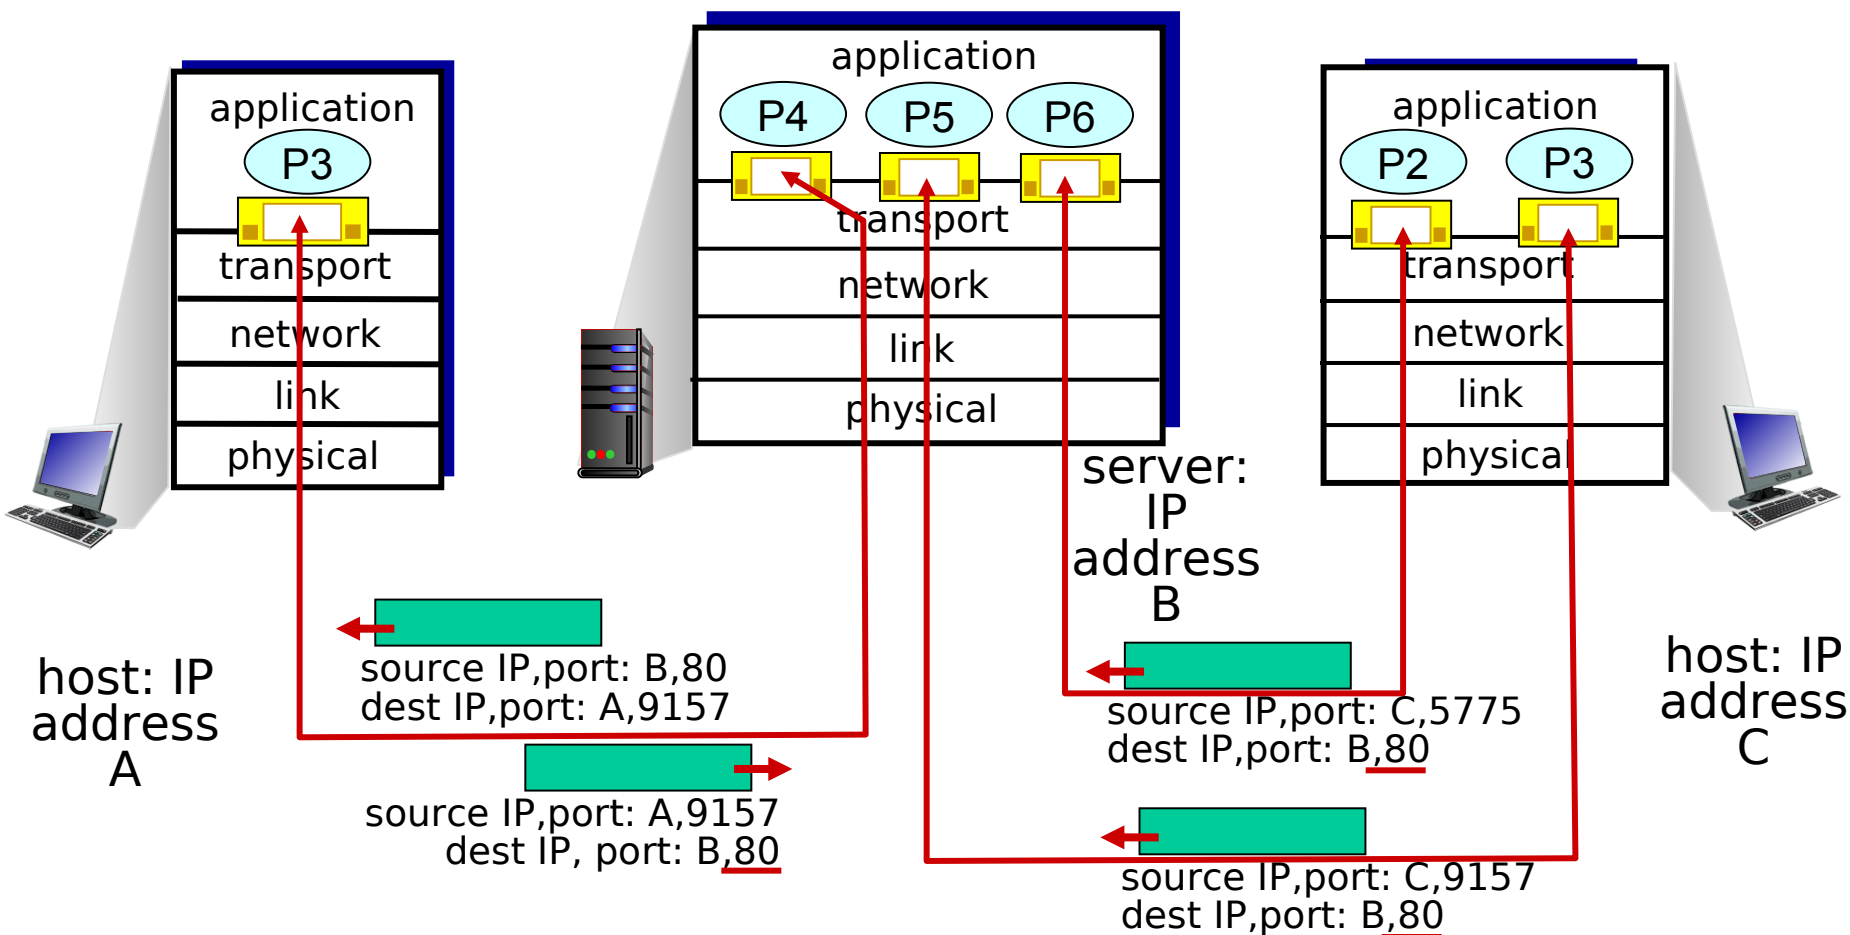 application
P3
transport
network
link
physical
host: IP
address
A
application
P4 P5 P6
transport
network
link
physical
server:
IP
address
B
application
P2 P3
transport
network
link
physical
host: IP
address
C
source IP,port: B,80
dest IP,port: A,9157
source IP,port: A,9157
dest IP, port: B,80
source IP,port: C,5775
dest IP,port: B,80
source IP,port: C,9157
dest IP,port: B,80